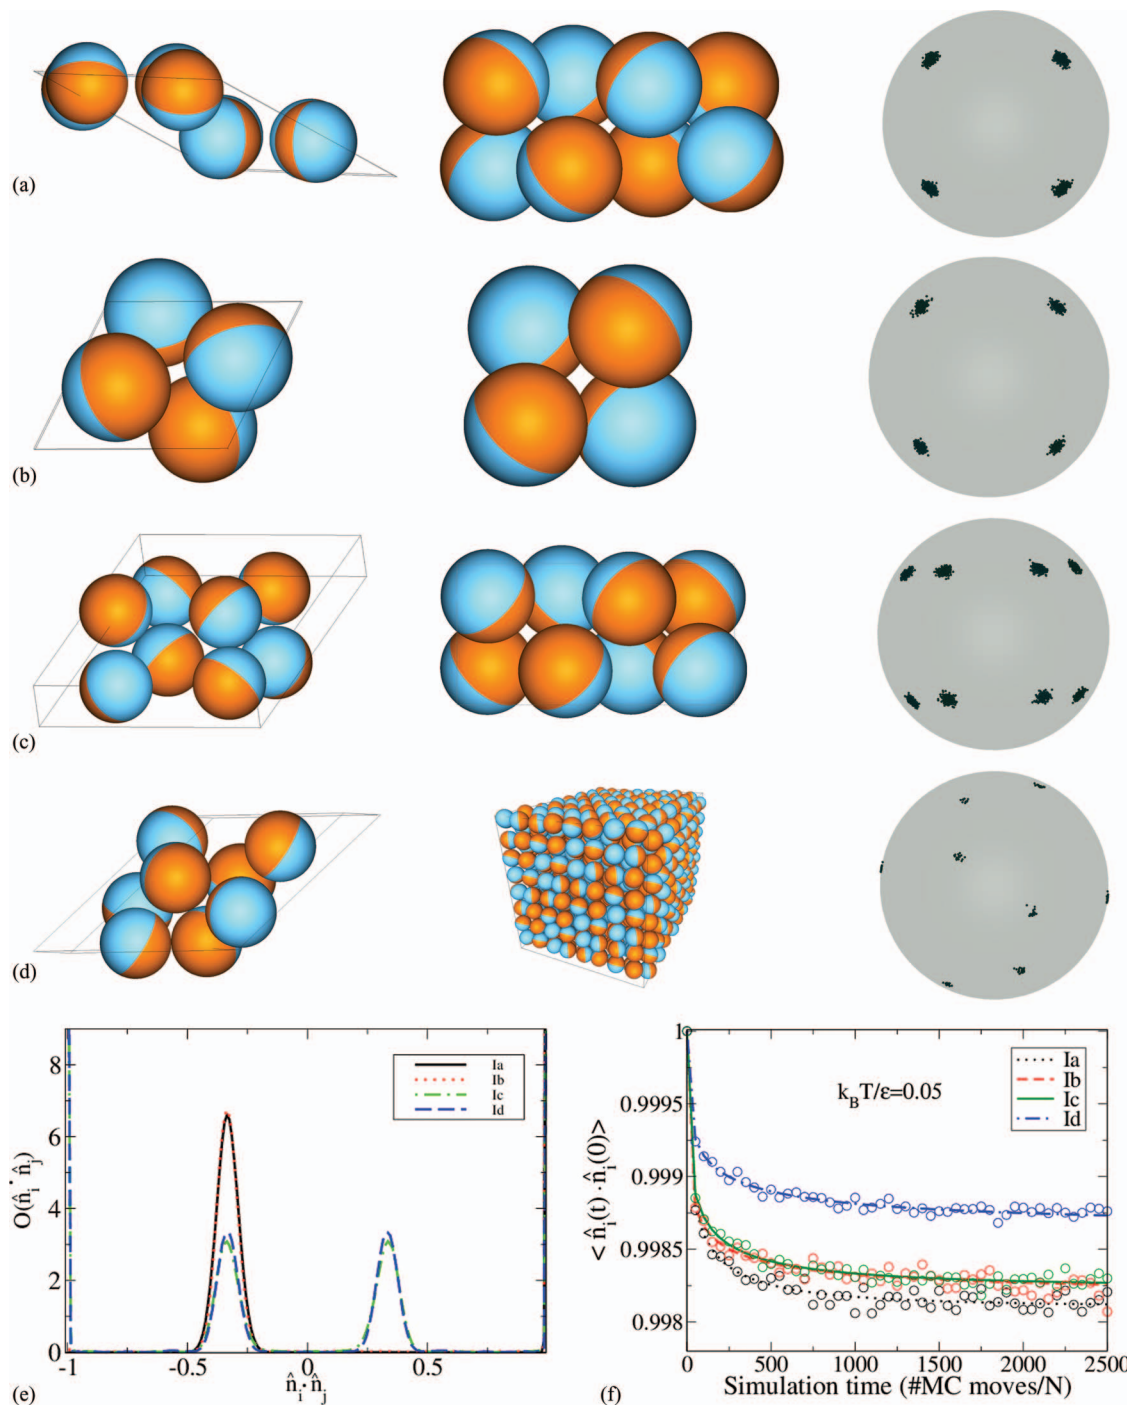 (a)
(b)
(c)
(d)
8
6
4
2
0
O(n̂i · n̂j)
Ia
Ib
Ic
Id
-1
-0.5
0
0.5
n̂i · n̂j
(e)
1
0.9995
0.999
0.9985
0.998
< n̂i(t) · n̂i(0)>
kBT/ε=0.05
Ia
Ib
Ic
Id
0
500
1000
1500
2000
2500
Simulation time (#MC moves/N)
(f)